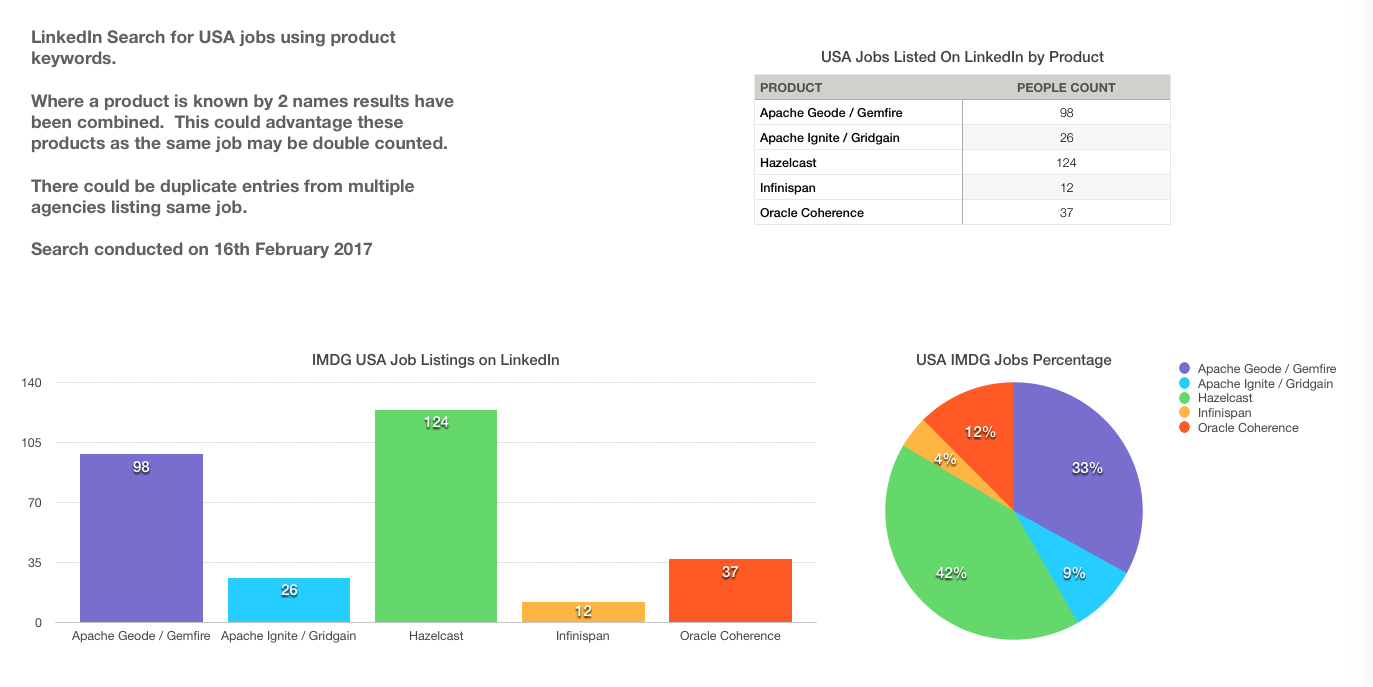 LinkedIn Search for USA jobs using product
keywords.
Where a product is known by 2 names results have
been combined.  This could advantage these
products as the same job may be double counted.
There could be duplicate entries from multiple
agencies listing same job.
Search conducted on 16th February 2017
USA Jobs Listed On LinkedIn by Product
PRODUCT PEOPLE COUNT
Apache Geode / Gemfire 98
Apache Ignite / Gridgain 26
Hazelcast 124
Infinispan 12
Oracle Coherence 37
IMDG USA Job Listings on LinkedIn
140
105
70
35
0
98
26
124
12
37
Apache Geode / Gemfire Apache Ignite / Gridgain Hazelcast Infinispan Oracle Coherence
USA IMDG Jobs Percentage
12%
4%
33%
42%
9%
Apache Geode / Gemfire
Apache Ignite / Gridgain
Hazelcast
Infinispan
Oracle Coherence